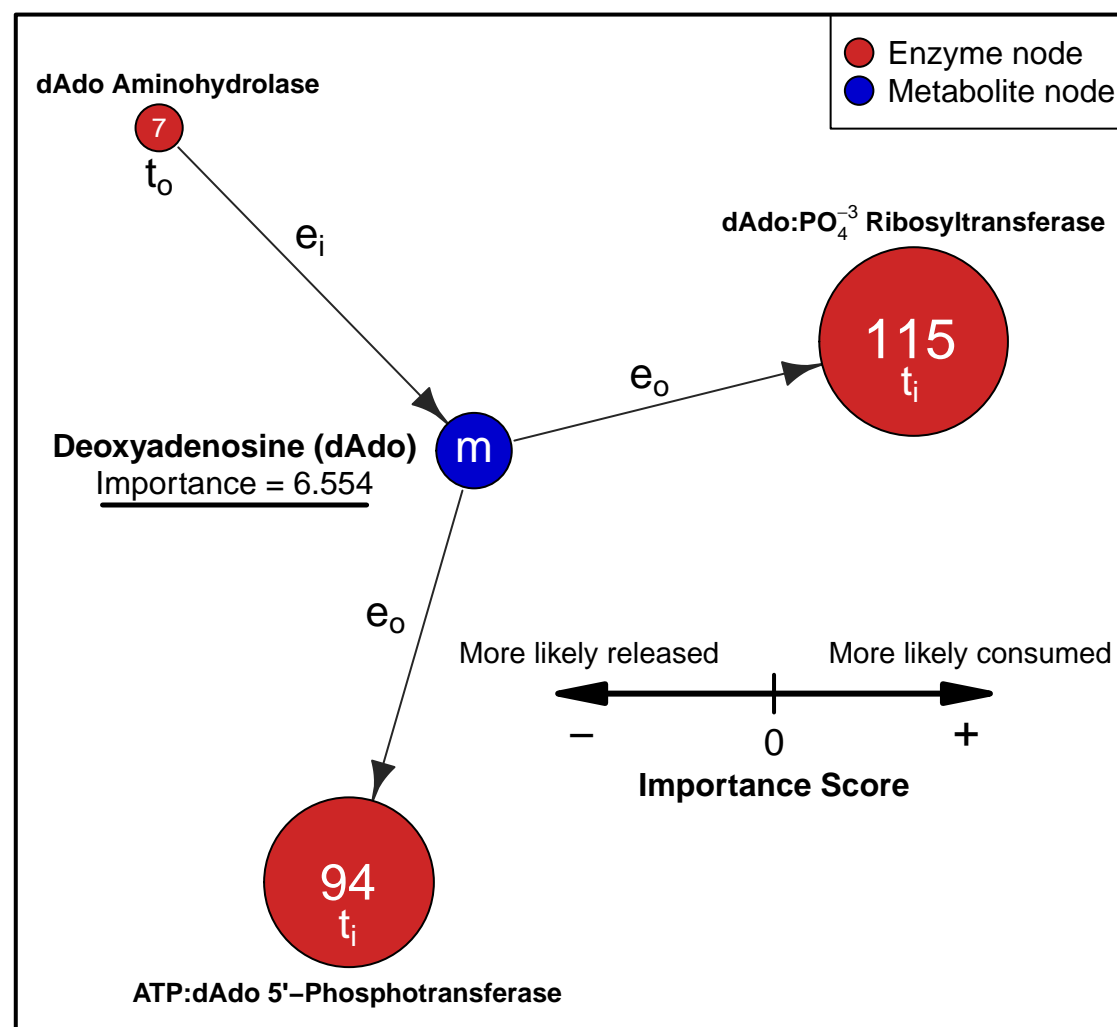 Enzyme node
Metabolite node
dAdo Aminohydrolase
7
t₀
eᵢ
dAdo:PO₄⁻³ Ribosyltransferase
115
tᵢ
eₒ
m
Deoxyadenosine (dAdo)
Importance = 6.554
eₒ
More likely released
More likely consumed
−
0
+
Importance Score
94
tᵢ
ATP:dAdo 5'−Phosphotransferase